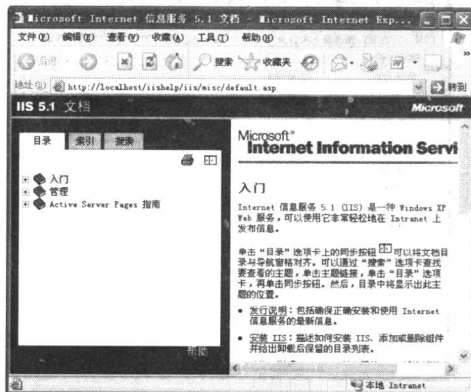 Microsoft Internet 信息服务 5.1 文档 - Microsoft Internet Exp...
文件(F) 编辑(E) 查看(V) 收藏(A) 工具(T) 帮助(H)
搜索 收藏夹
地址(D) http://localhost/iishelp/iis/misc/default.asp 转到
IIS 5.1 文档 Microsoft
目录 索引 搜索
入门
管理
Active Server Pages 指南
帮助
Microsoft®
Internet Information Servi
入门
Internet 信息服务 5.1 (IIS) 是一种 Windows XP
Web 服务，可以使用它非常轻松地在 Intranet 上
发布信息。
单击“目录”选项卡上的同步按钮 可以将文档目
录与导航窗格对齐。可以通过“搜索”选项卡查找
要查看的主题，单击主题链接，单击“目录”选项
卡，再单击同步按钮。然后，目录中将显示出此主
题的位置。
• 发行说明：包括确保正确安装和使用 Internet
信息服务的最新信息。
• 安装 IIS：描述如何安装 IIS、添加或删除组件
并给出卸载后保留的目录列表。
本地 Intranet